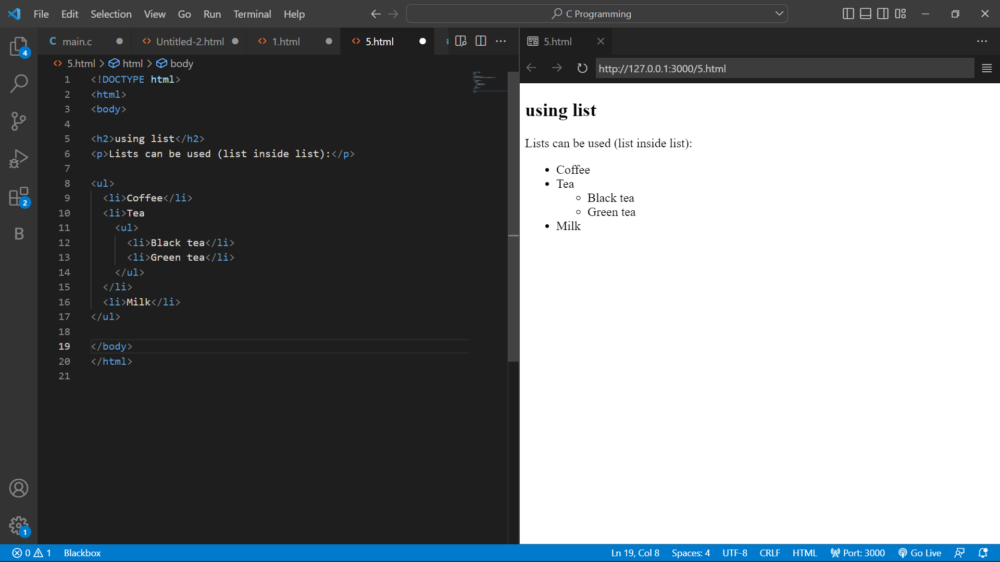 File Edit Selection View Go Run Terminal Help
C Programming
C main.c
Untitled-2.html
1.html
5.html
5.html
4
5.html > html > body
http://127.0.0.1:3000/5.html
1 <!DOCTYPE html>
2 <html>
3 <body>
4
5 <h2>using list</h2>
6 <p>Lists can be used (list inside list):</p>
7
8 <ul>
9 <li>Coffee</li>
10 <li>Tea
11 <ul>
12 <li>Black tea</li>
13 <li>Green tea</li>
14 </ul>
15 </li>
16 <li>Milk</li>
17 </ul>
18
19 </body>
20 </html>
21
2
B
1
using list
Lists can be used (list inside list):
• Coffee
• Tea
◦ Black tea
◦ Green tea
• Milk
0 1 Blackbox
Ln 19, Col 8 Spaces: 4 UTF-8 CRLF HTML Port: 3000 Go Live